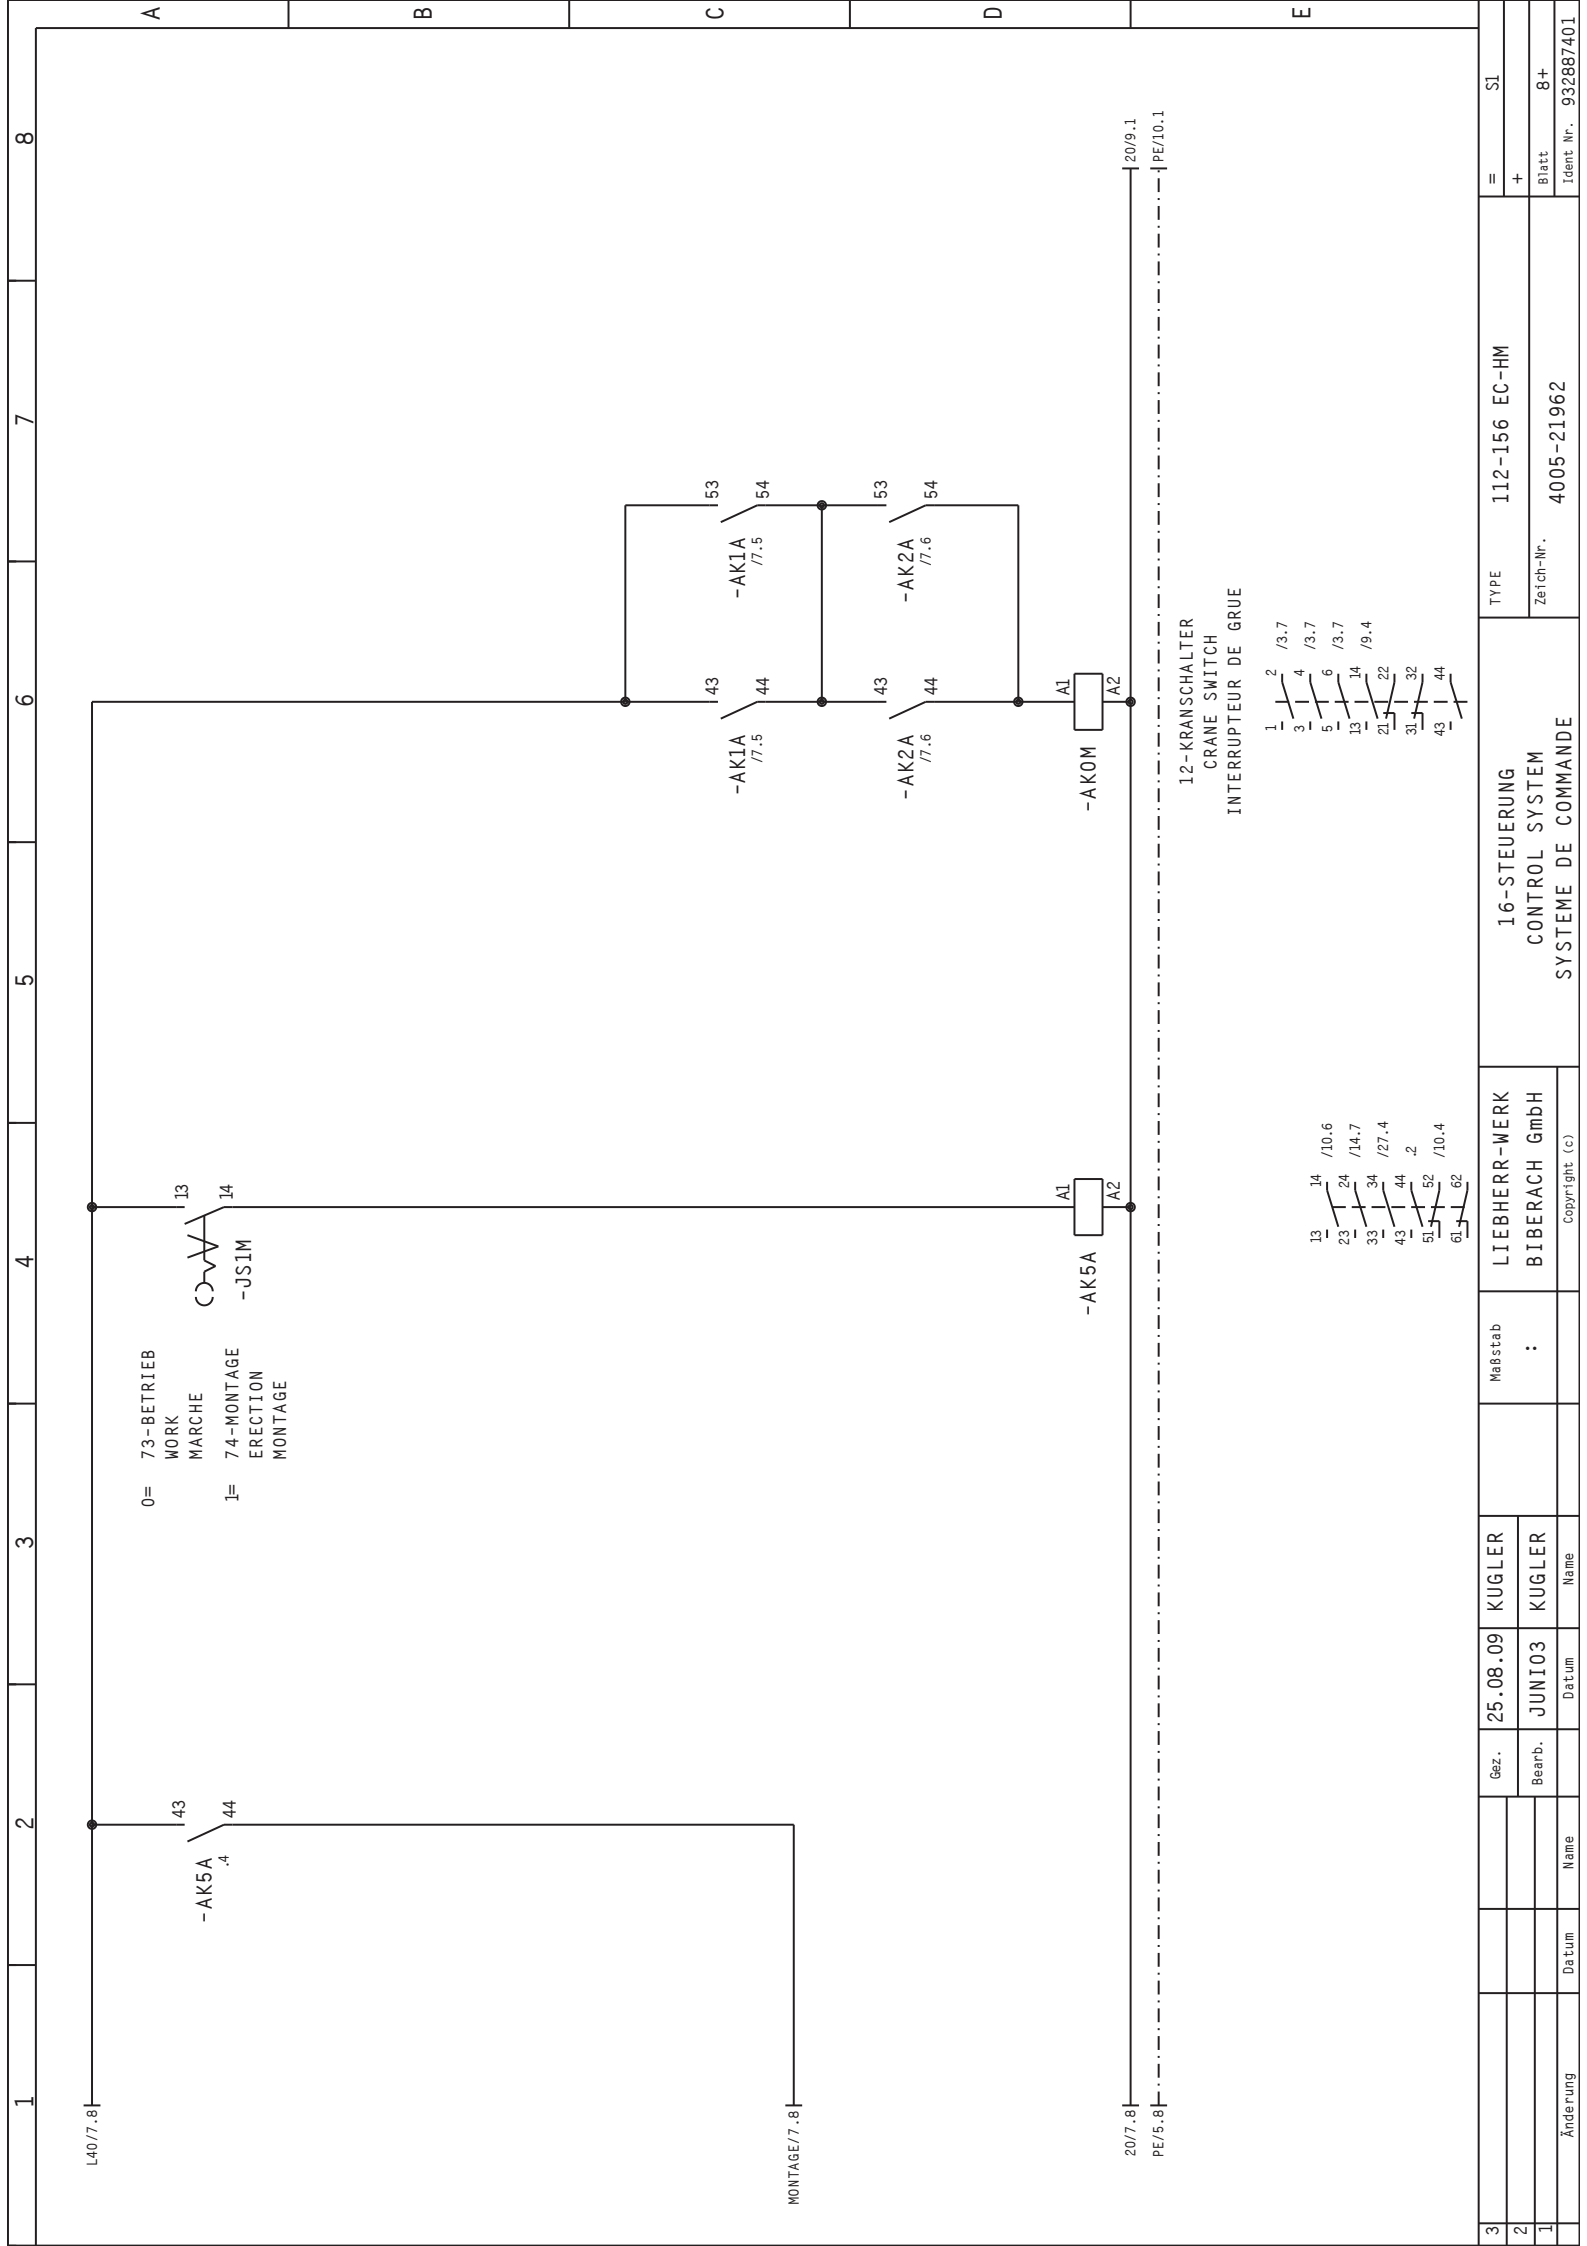 1
2
3
4
5
6
7
8
A
B
C
D
E
L40/7.8
MONTAGE/7.8
20/7.8
PE/5.8
20/9.1
PE/10.1
-AK5A
.4
43
44
0= 73-BETRIEB
WORK
MARCHE
1= 74-MONTAGE
ERECTION
MONTAGE
-JS1M
13
14
-AK5A
A1
A2
-AK1A
/7.5
43
44
-AK1A
/7.5
53
54
-AK2A
/7.6
43
44
-AK2A
/7.6
53
54
-AK0M
A1
A2
12-KRANSCHALTER
CRANE SWITCH
INTERRUPTEUR DE GRUE
13 14 /10.6
23 24 /14.7
33 34 /27.4
43 44 .2
51 52 /10.4
61 62
1 2 /3.7
3 4 /3.7
5 6 /3.7
13 14 /9.4
21 22
31 32
43 44
3
2
1
Änderung
Datum
Name
Gez. 25.08.09 KUGLER
Bearb. JUNI03 KUGLER
Datum
Name
Maßstab
:
LIEBHERR-WERK
BIBERACH GmbH
Copyright (c)
16-STEUERUNG
CONTROL SYSTEM
SYSTEME DE COMMANDE
TYPE 112-156 EC-HM
Zeich-Nr.
4005-21962
= S1
+
Blatt 8+
Ident Nr. 932887401